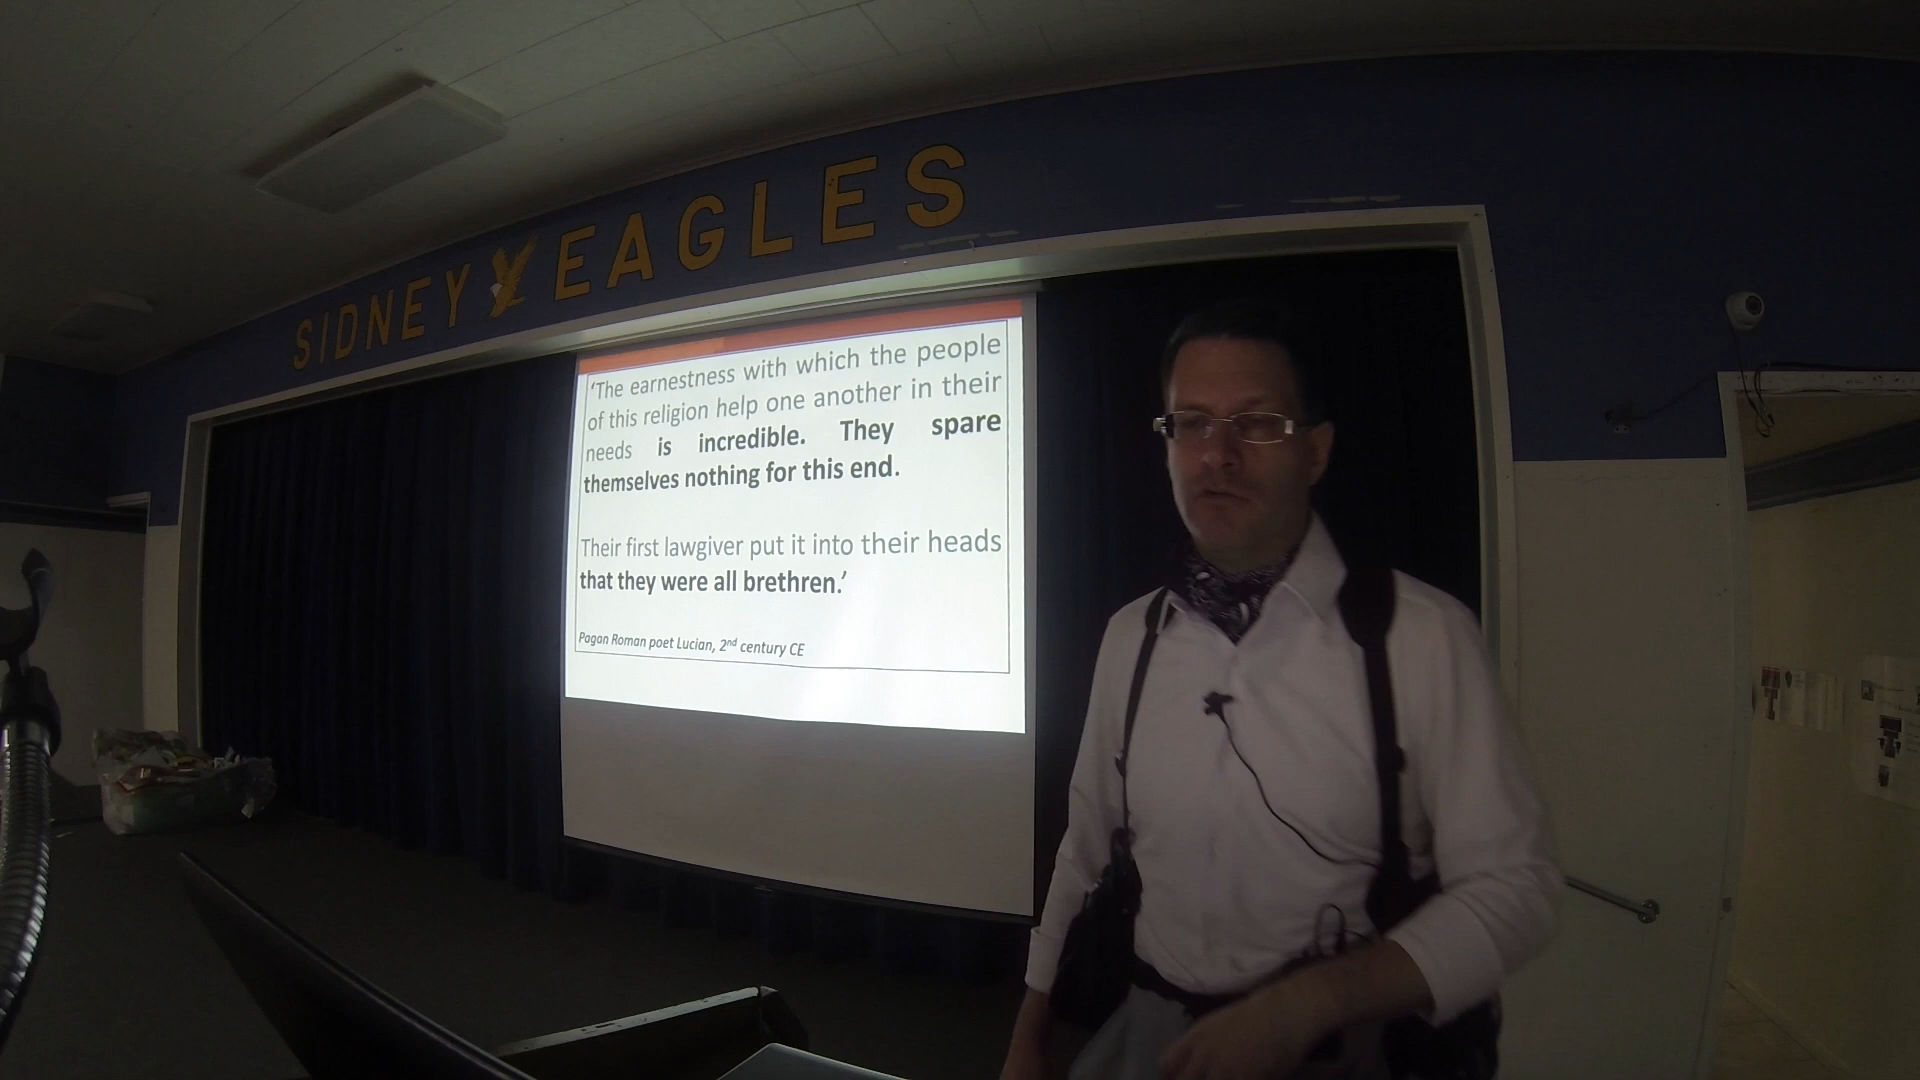 SIDNEY EAGLES
‘The earnestness with which the people
of this religion help one another in their
needs is incredible. They spare
themselves nothing for this end.
Their first lawgiver put it into their heads
that they were all brethren.’
Pagan Roman poet Lucian, 2nd century CE